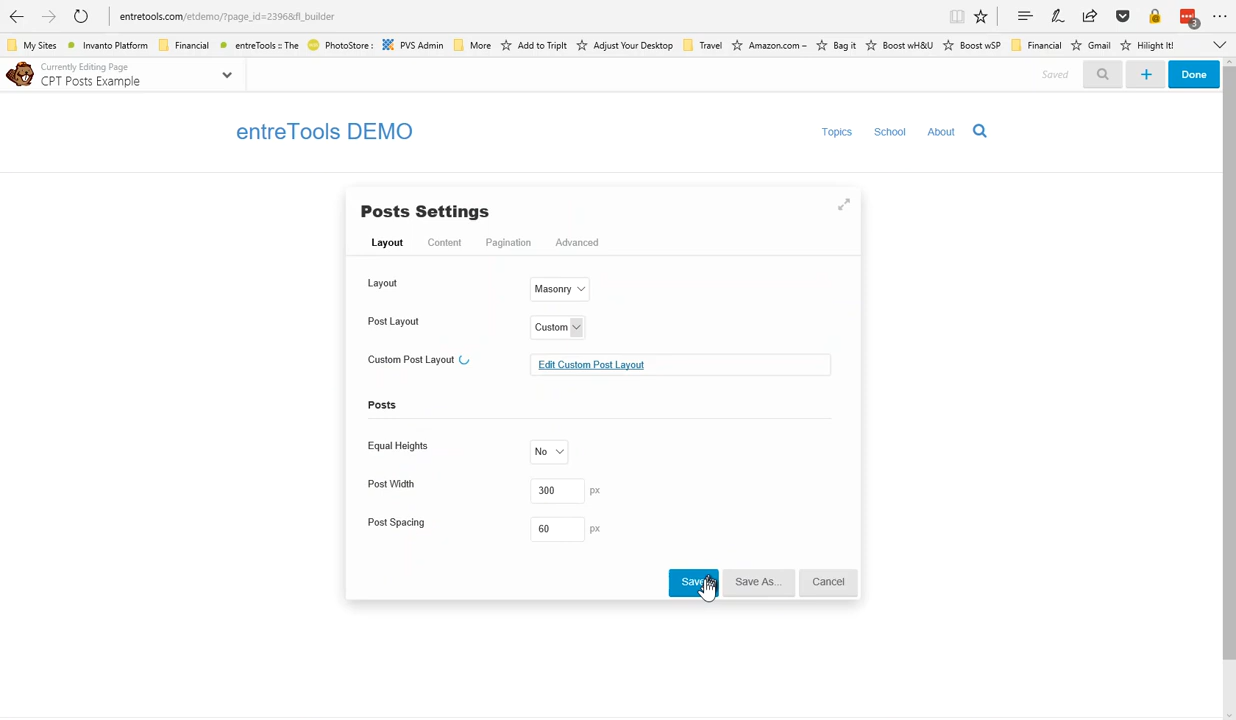 entretools.com/etdemo/?page_id=2396&fl_builder
3
My Sites Invanto Platform Financial entreTools :: The PhotoStore : PVS Admin More Add to TripIt Adjust Your Desktop Travel Amazon.com – Bag it Boost wH&U Boost wSP Financial Gmail Hilight It!
Currently Editing Page
CPT Posts Example
Saved
Done
entreTools DEMO
Topics School About
Posts Settings
Layout Content Pagination Advanced
Layout Masonry
Post Layout Custom
Custom Post Layout Edit Custom Post Layout
Posts
Equal Heights No
Post Width 300 px
Post Spacing 60 px
Save Save As... Cancel